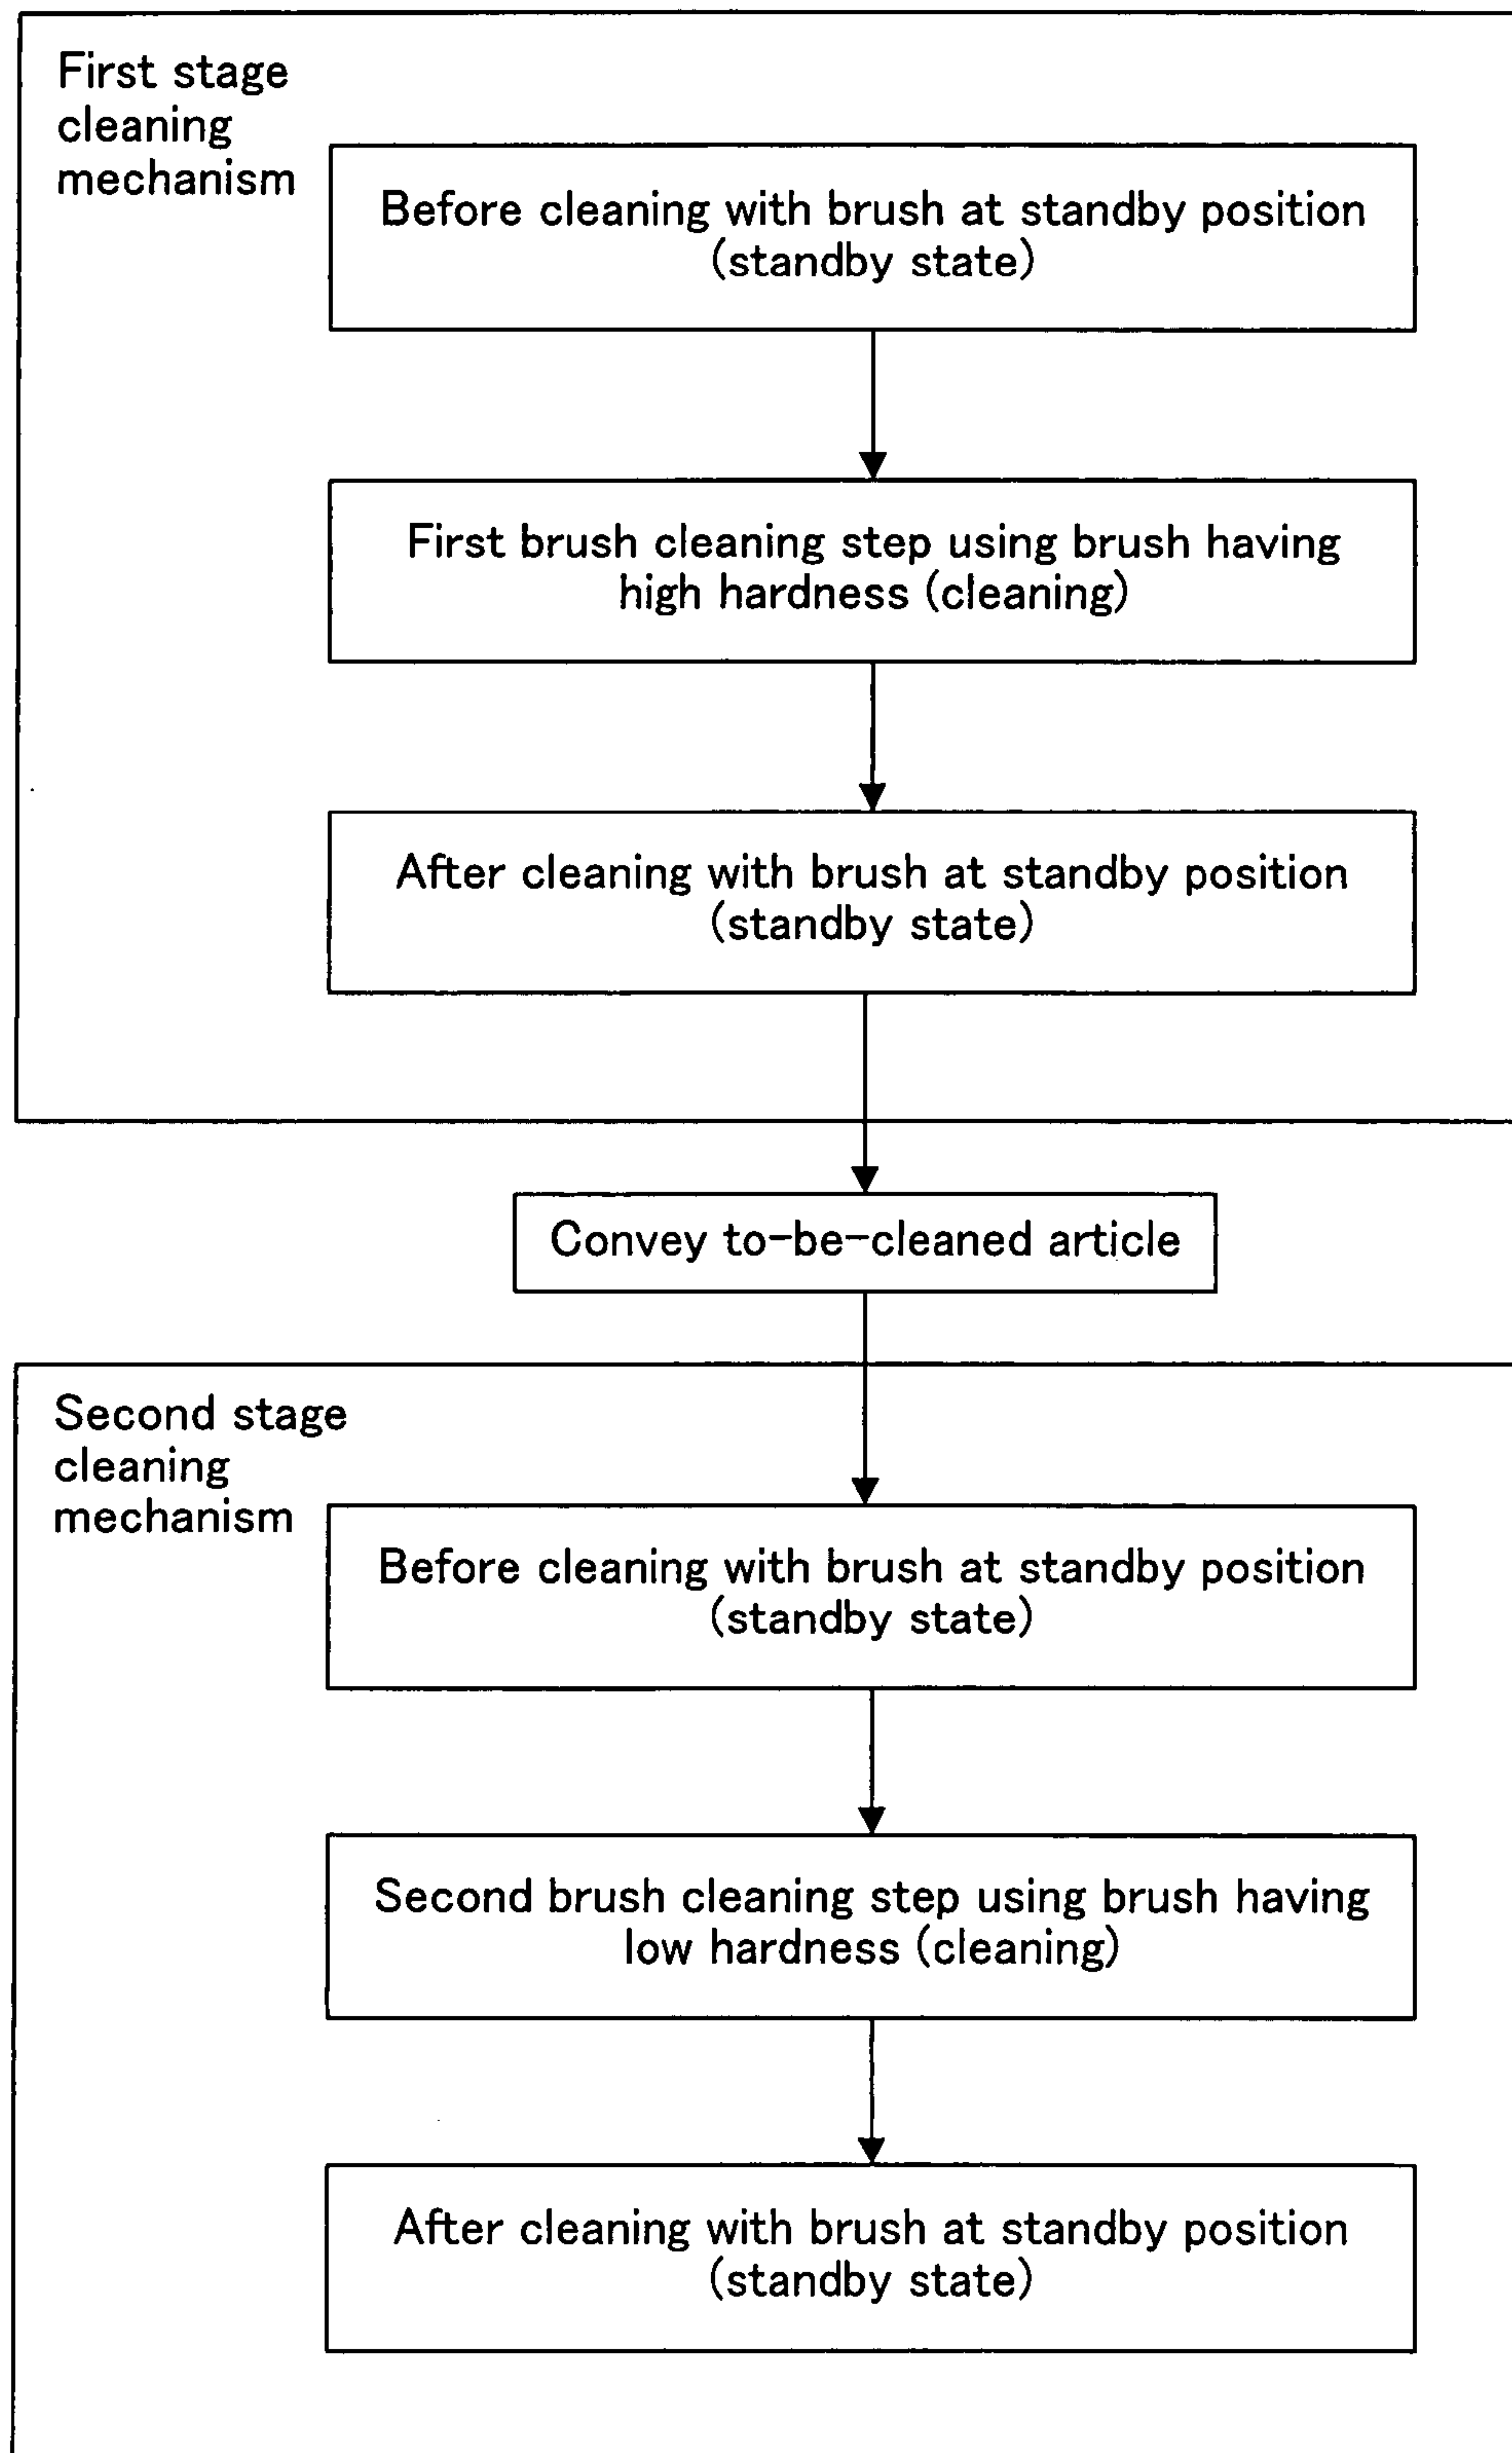 First stage
cleaning
mechanism
Before cleaning with brush at standby position
(standby state)
First brush cleaning step using brush having
high hardness (cleaning)
After cleaning with brush at standby position
(standby state)
Convey to-be-cleaned article
Second stage
cleaning
mechanism
Before cleaning with brush at standby position
(standby state)
Second brush cleaning step using brush having
low hardness (cleaning)
After cleaning with brush at standby position
(standby state)